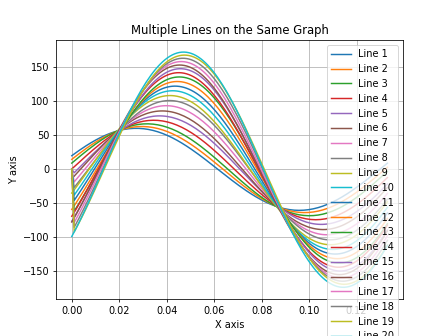 Multiple Lines on the Same Graph
150
100
50
0
−50
−100
−150
Y axis
0.00
0.02
0.04
0.06
0.08
0.10
X axis
Line 1
Line 2
Line 3
Line 4
Line 5
Line 6
Line 7
Line 8
Line 9
Line 10
Line 11
Line 12
Line 13
Line 14
Line 15
Line 16
Line 17
Line 18
Line 19
Line 20